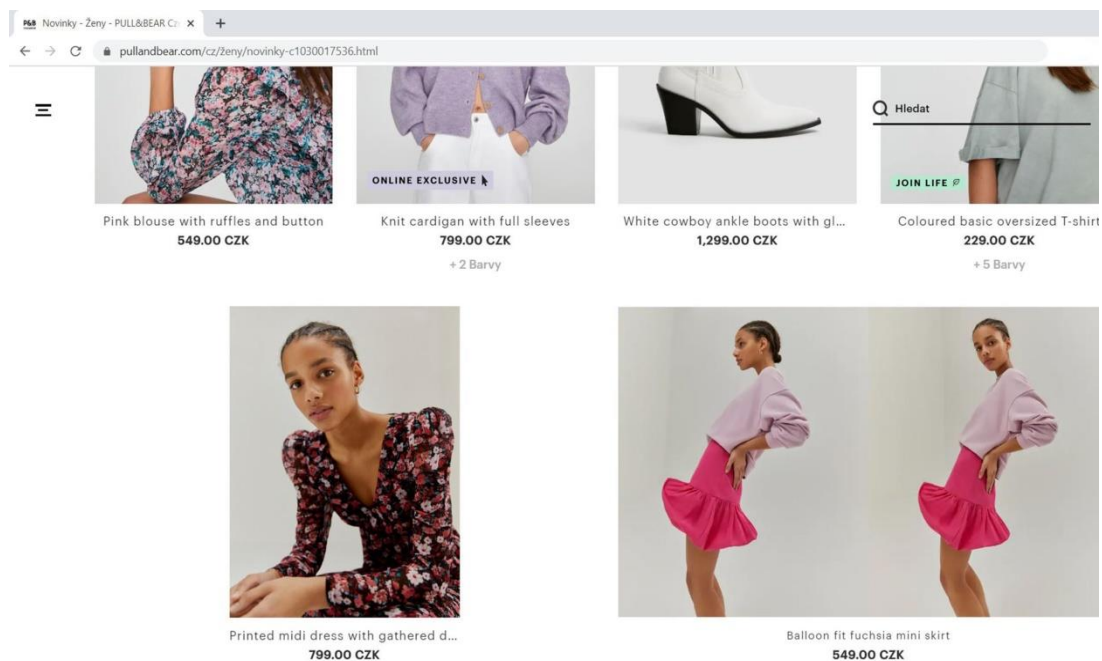 P&B
Novinky - Ženy - PULL&BEAR Cz
pullandbear.com/cz/ženy/novinky-c1030017536.html
Hledat
ONLINE EXCLUSIVE
JOIN LIFE
Pink blouse with ruffles and button
549.00 CZK
Knit cardigan with full sleeves
799.00 CZK
+ 2 Barvy
White cowboy ankle boots with gl...
1,299.00 CZK
Coloured basic oversized T-shirt
229.00 CZK
+ 5 Barvy
Printed midi dress with gathered d...
799.00 CZK
Balloon fit fuchsia mini skirt
549.00 CZK